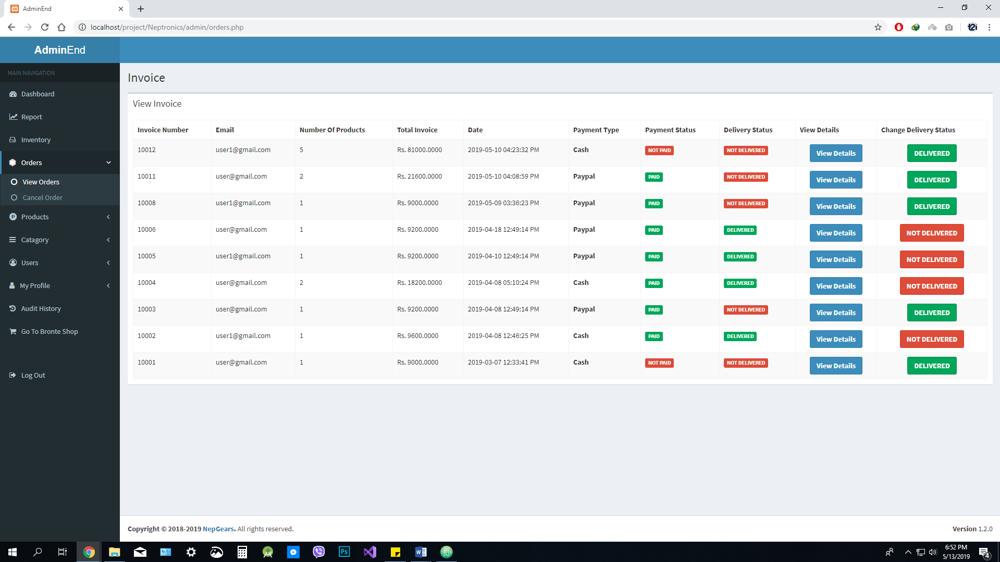 AdminEnd
localhost/project/Neptronics/admin/orders.php
AdminEnd
MAIN NAVIGATION
Dashboard
Report
Inventory
Orders
View Orders
Cancel Order
Products
Catagory
Users
My Profile
Audit History
Go To Bronte Shop
Log Out
Invoice
View Invoice
Invoice Number Email Number Of Products Total Invoice Date Payment Type Payment Status Delivery Status View Details Change Delivery Status
10012 user1@gmail.com 5 Rs. 81000.0000 2019-05-10 04:23:32 PM Cash NOT PAID NOT DELIVERED View Details DELIVERED
10011 user@gmail.com 2 Rs. 21600.0000 2019-05-10 04:08:59 PM Paypal PAID NOT DELIVERED View Details DELIVERED
10008 user1@gmail.com 1 Rs. 9000.0000 2019-05-09 03:36:23 PM Paypal PAID NOT DELIVERED View Details DELIVERED
10006 user@gmail.com 1 Rs. 9200.0000 2019-04-18 12:49:14 PM Paypal PAID DELIVERED View Details NOT DELIVERED
10005 user1@gmail.com 1 Rs. 9200.0000 2019-04-10 12:49:14 PM Paypal PAID DELIVERED View Details NOT DELIVERED
10004 user@gmail.com 2 Rs. 18200.0000 2019-04-08 05:10:24 PM Cash PAID DELIVERED View Details NOT DELIVERED
10003 user@gmail.com 1 Rs. 9200.0000 2019-04-08 12:49:14 PM Paypal PAID NOT DELIVERED View Details DELIVERED
10002 user1@gmail.com 1 Rs. 9600.0000 2019-04-08 12:46:25 PM Cash PAID DELIVERED View Details NOT DELIVERED
10001 user@gmail.com 1 Rs. 9000.0000 2019-03-07 12:33:41 PM Cash NOT PAID NOT DELIVERED View Details DELIVERED
Copyright © 2018-2019 NepGears. All rights reserved.
Version 1.2.0
Ps
6:52 PM
5/13/2019
4